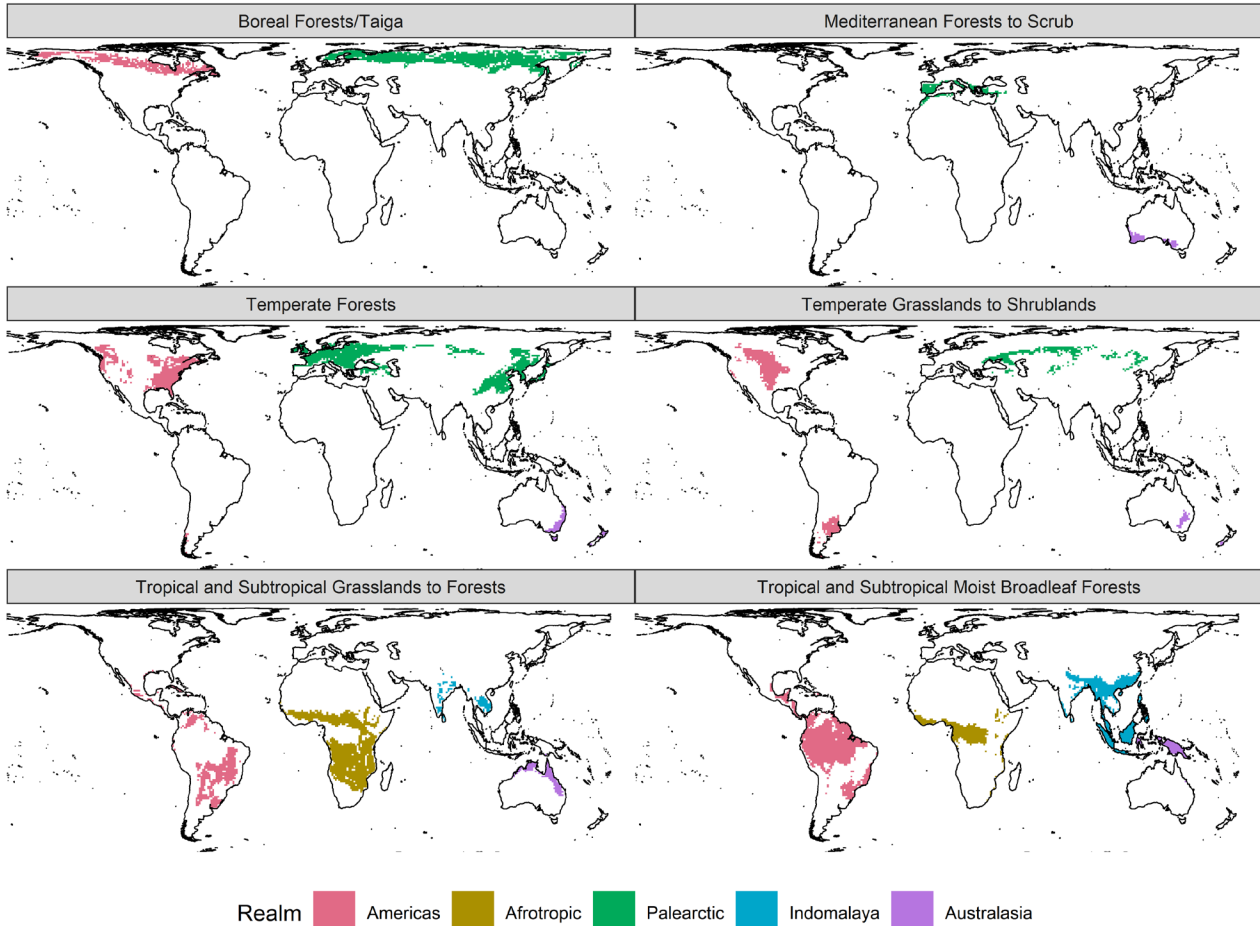 Boreal Forests/Taiga
Mediterranean Forests to Scrub
Temperate Forests
Temperate Grasslands to Shrublands
Tropical and Subtropical Grasslands to Forests
Tropical and Subtropical Moist Broadleaf Forests
Realm Americas Afrotropic Palearctic Indomalaya Australasia